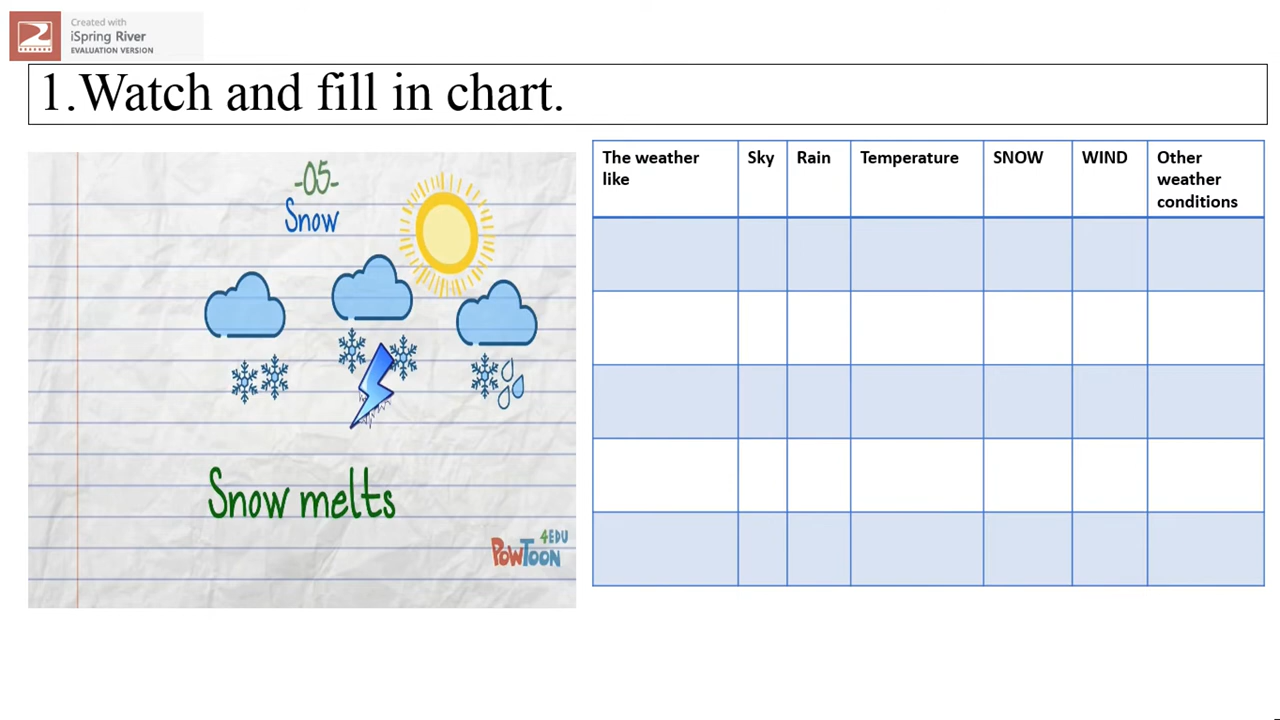 Created with
iSpring River
EVALUATION VERSION
1.Watch and fill in chart.
-05-
Snow
Snow melts
4EDU
POWTOON
The weather like
Sky
Rain
Temperature
SNOW
WIND
Other weather conditions